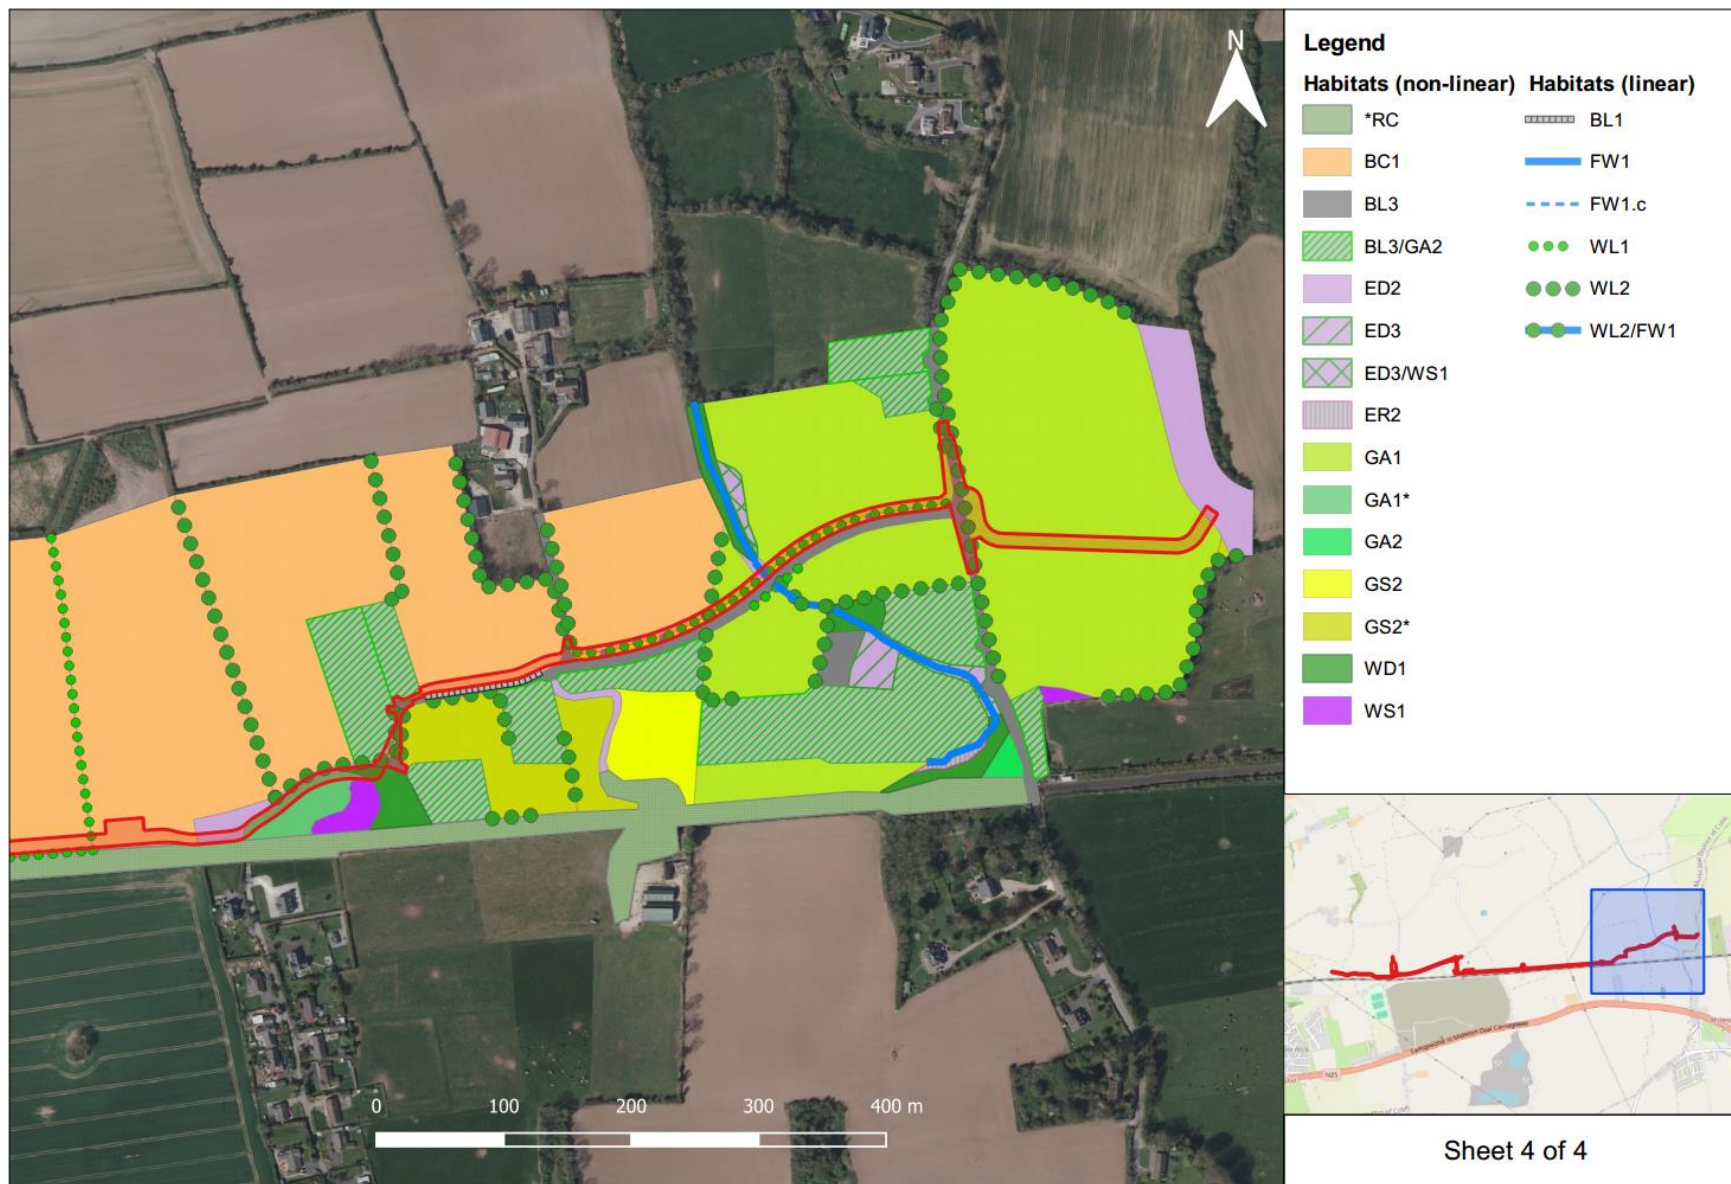 N
Legend
Habitats (non-linear)
*RC
BC1
BL3
BL3/GA2
ED2
ED3
ED3/WS1
ER2
GA1
GA1*
GA2
GS2
GS2*
WD1
WS1
Habitats (linear)
BL1
FW1
FW1.c
WL1
WL2
WL2/FW1
0 100 200 300 400 m
N25
Sheet 4 of 4